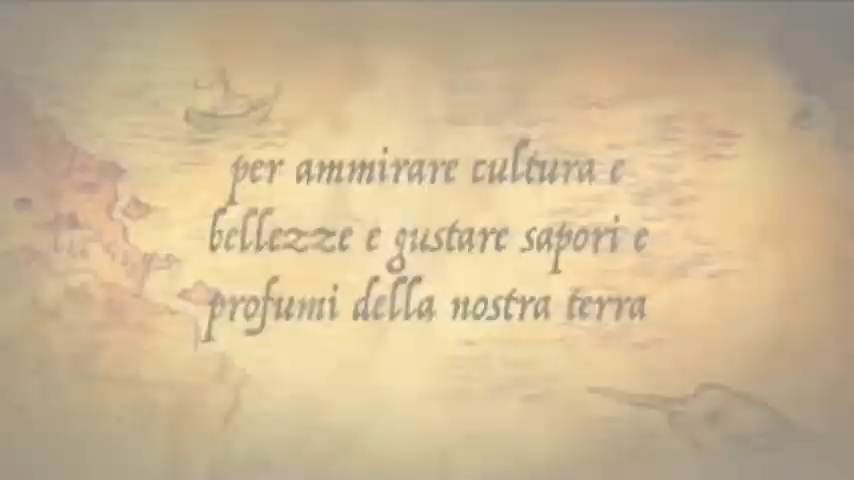 per ammirare cultura e
bellezze e gustare sapori e
profumi della nostra terra